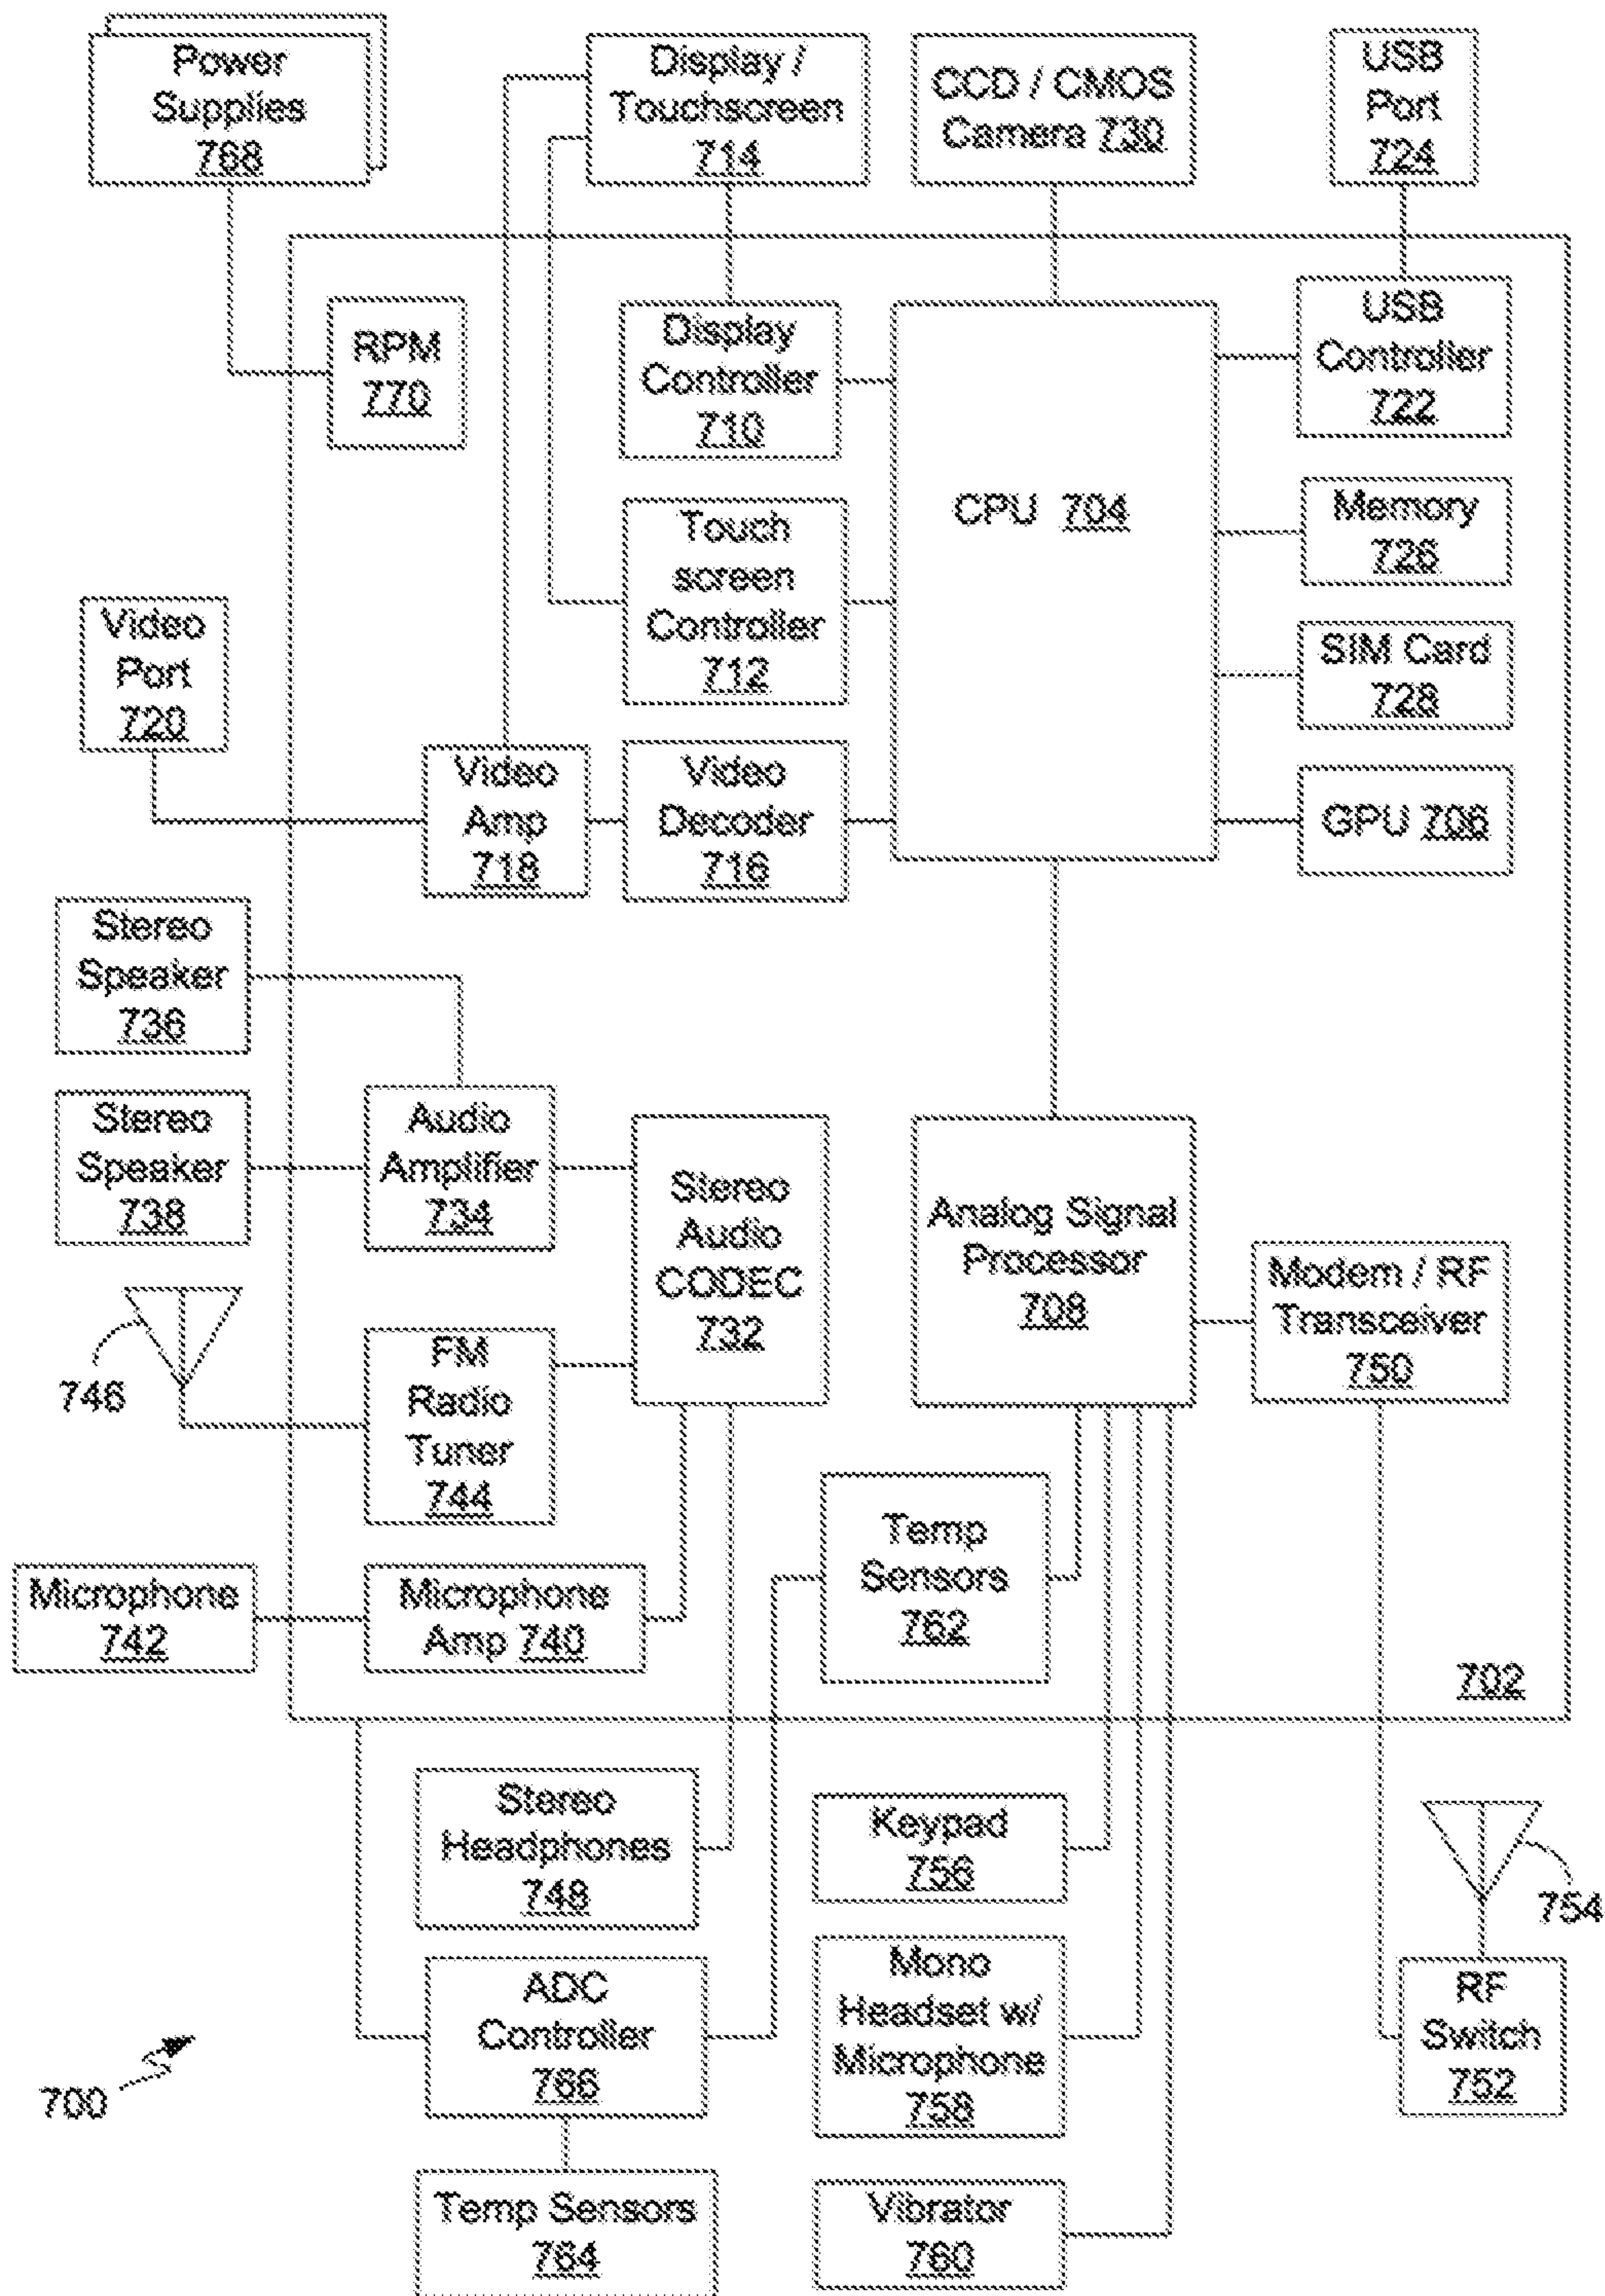 Power
Supplies
768
Display /
Touchscreen
714
CCD / CMOS
Camera 730
USB
Port
724
RPM
770
Display
Controller
710
CPU 704
USB
Controller
722
Memory
726
Touch
screen
Controller
712
Video
Port
720
SIM Card
728
Video
Amp
718
Video
Decoder
716
GPU 706
Stereo
Speaker
736
Stereo
Speaker
738
Audio
Amplifier
734
Stereo
Audio
CODEC
732
Analog Signal
Processor
708
Modem / RF
Transceiver
750
746
FM
Radio
Tuner
744
Temp
Sensors
762
Microphone
742
Microphone
Amp 740
702
Stereo
Headphones
748
Keypad
756
754
ADC
Controller
766
Mono
Headset w/
Microphone
758
RF
Switch
752
700
Temp Sensors
764
Vibrator
760